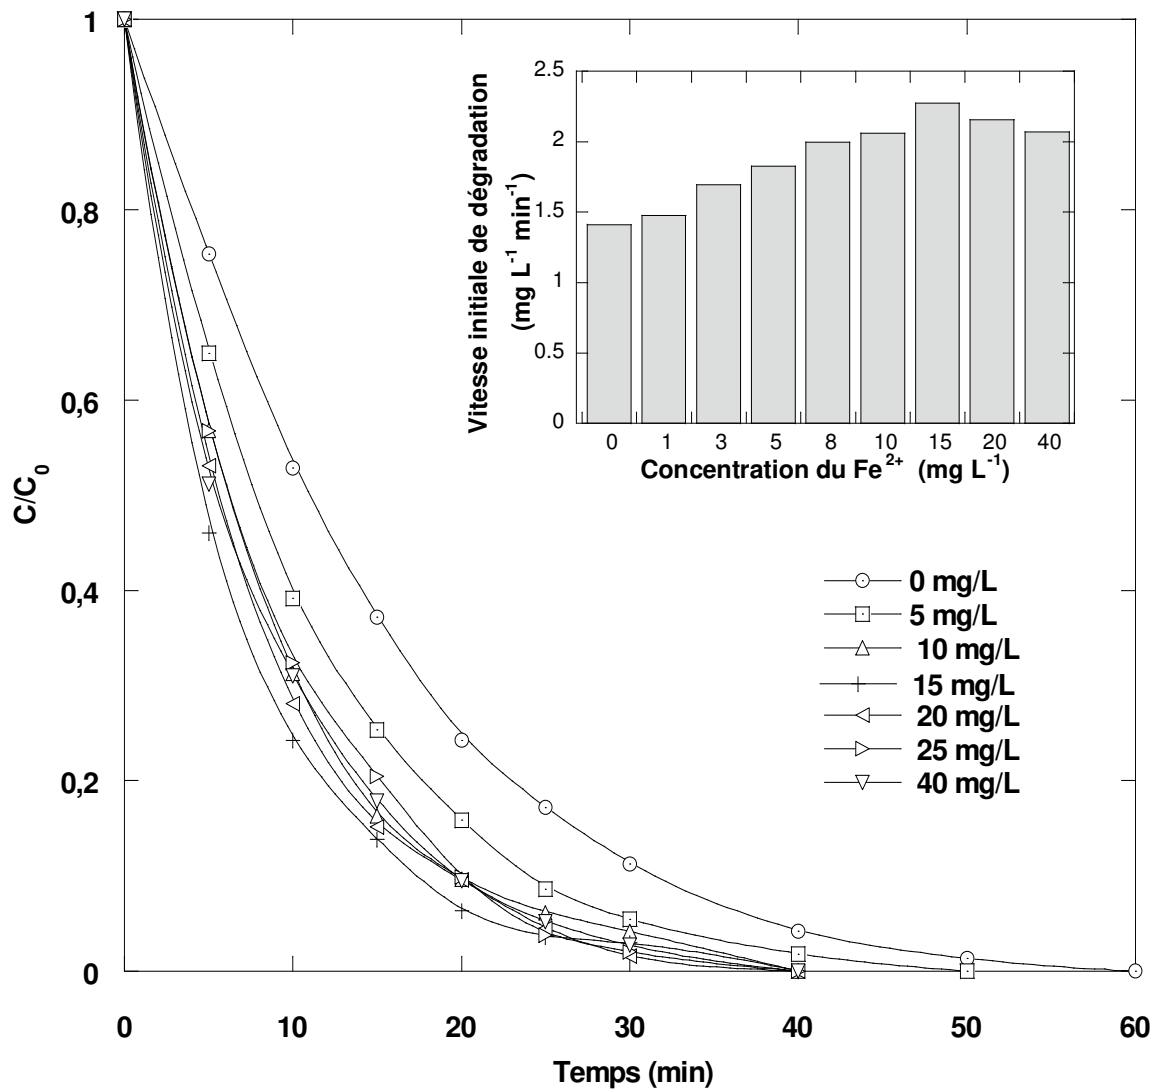 1
0,8
0,6
0,4
0,2
0
C/C0
0 10 20 30 40 50 60
Temps (min)
2.5
2
1.5
1
0.5
0
Vitesse initiale de dégradation
(mg L-1 min-1)
0 1 3 5 8 10 15 20 40
Concentration du Fe2+ (mg L-1)
0 mg/L
5 mg/L
10 mg/L
15 mg/L
20 mg/L
25 mg/L
40 mg/L